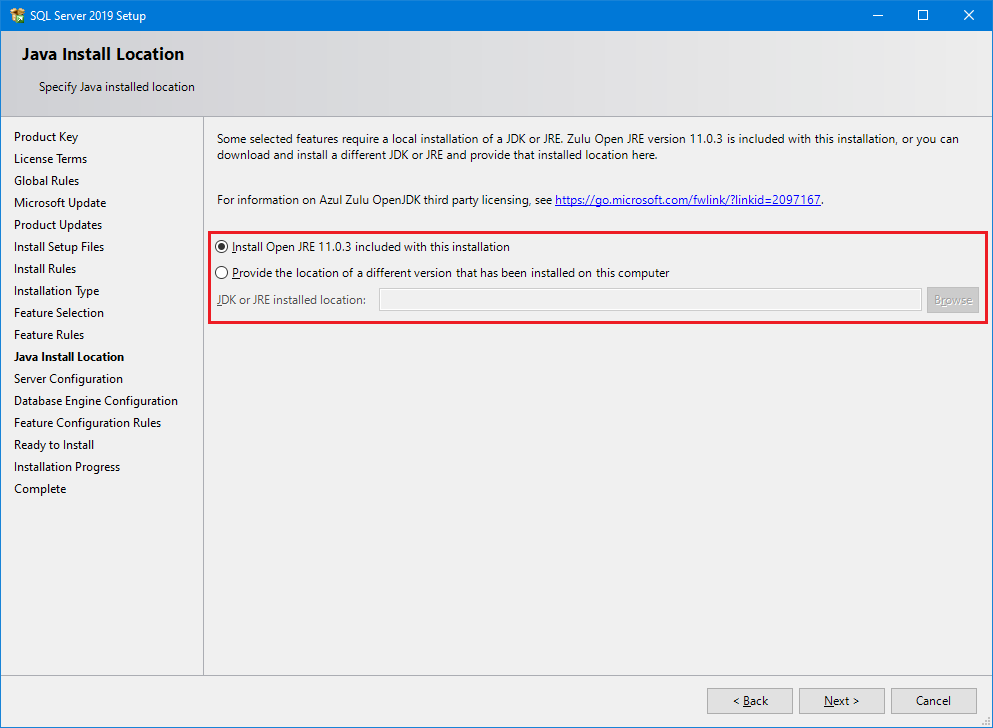 SQL Server 2019 Setup
Java Install Location
Specify Java installed location
Product Key
License Terms
Global Rules
Microsoft Update
Product Updates
Install Setup Files
Install Rules
Installation Type
Feature Selection
Feature Rules
Java Install Location
Server Configuration
Database Engine Configuration
Feature Configuration Rules
Ready to Install
Installation Progress
Complete
Some selected features require a local installation of a JDK or JRE. Zulu Open JRE version 11.0.3 is included with this installation, or you can
download and install a different JDK or JRE and provide that installed location here.
For information on Azul Zulu OpenJDK third party licensing, see https://go.microsoft.com/fwlink/?linkid=2097167.
Install Open JRE 11.0.3 included with this installation
Provide the location of a different version that has been installed on this computer
JDK or JRE installed location:
Browse
< Back
Next >
Cancel